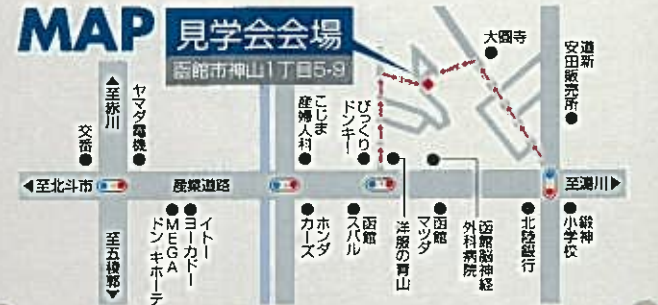 MAP
見学会会場
函館市神山1丁目5-9
▲至赤川
ヤマダ電機
交番
こじま
産婦人科
びっくり
ドンキー
大圓寺
道新
安田販売所
◀至北斗市
産業道路
至湯川▶
至五稜郭▼
イトー
ヨーカドー
MEGA
ドン・キホーテ
ホンダ
カーズ
函館
スバル
洋服の青山
函館
マツダ
函館脳神経
外科病院
北陸銀行
鍛神
小学校